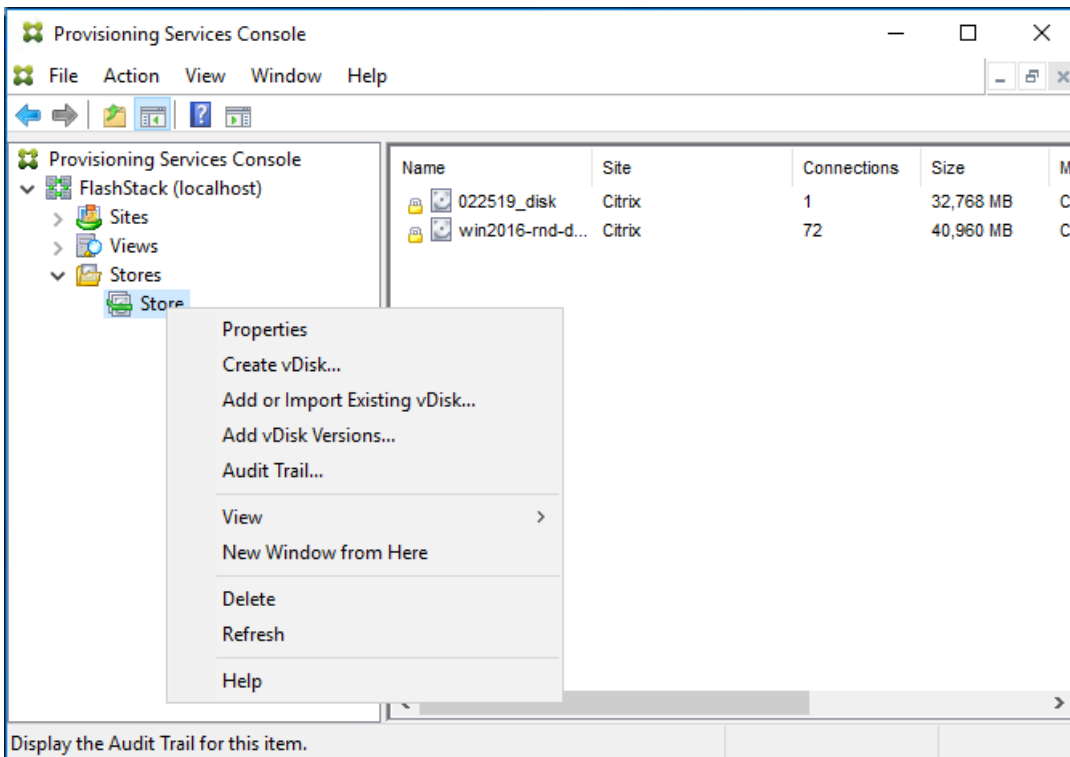 Provisioning Services Console
File Action View Window Help
Provisioning Services Console
FlashStack (localhost)
Sites
Views
Stores
Store
Name Site Connections Size M
022519_disk Citrix 1 32,768 MB C
win2016-rnd-d... Citrix 72 40,960 MB C
Properties
Create vDisk...
Add or Import Existing vDisk...
Add vDisk Versions...
Audit Trail...
View
New Window from Here
Delete
Refresh
Help
Display the Audit Trail for this item.